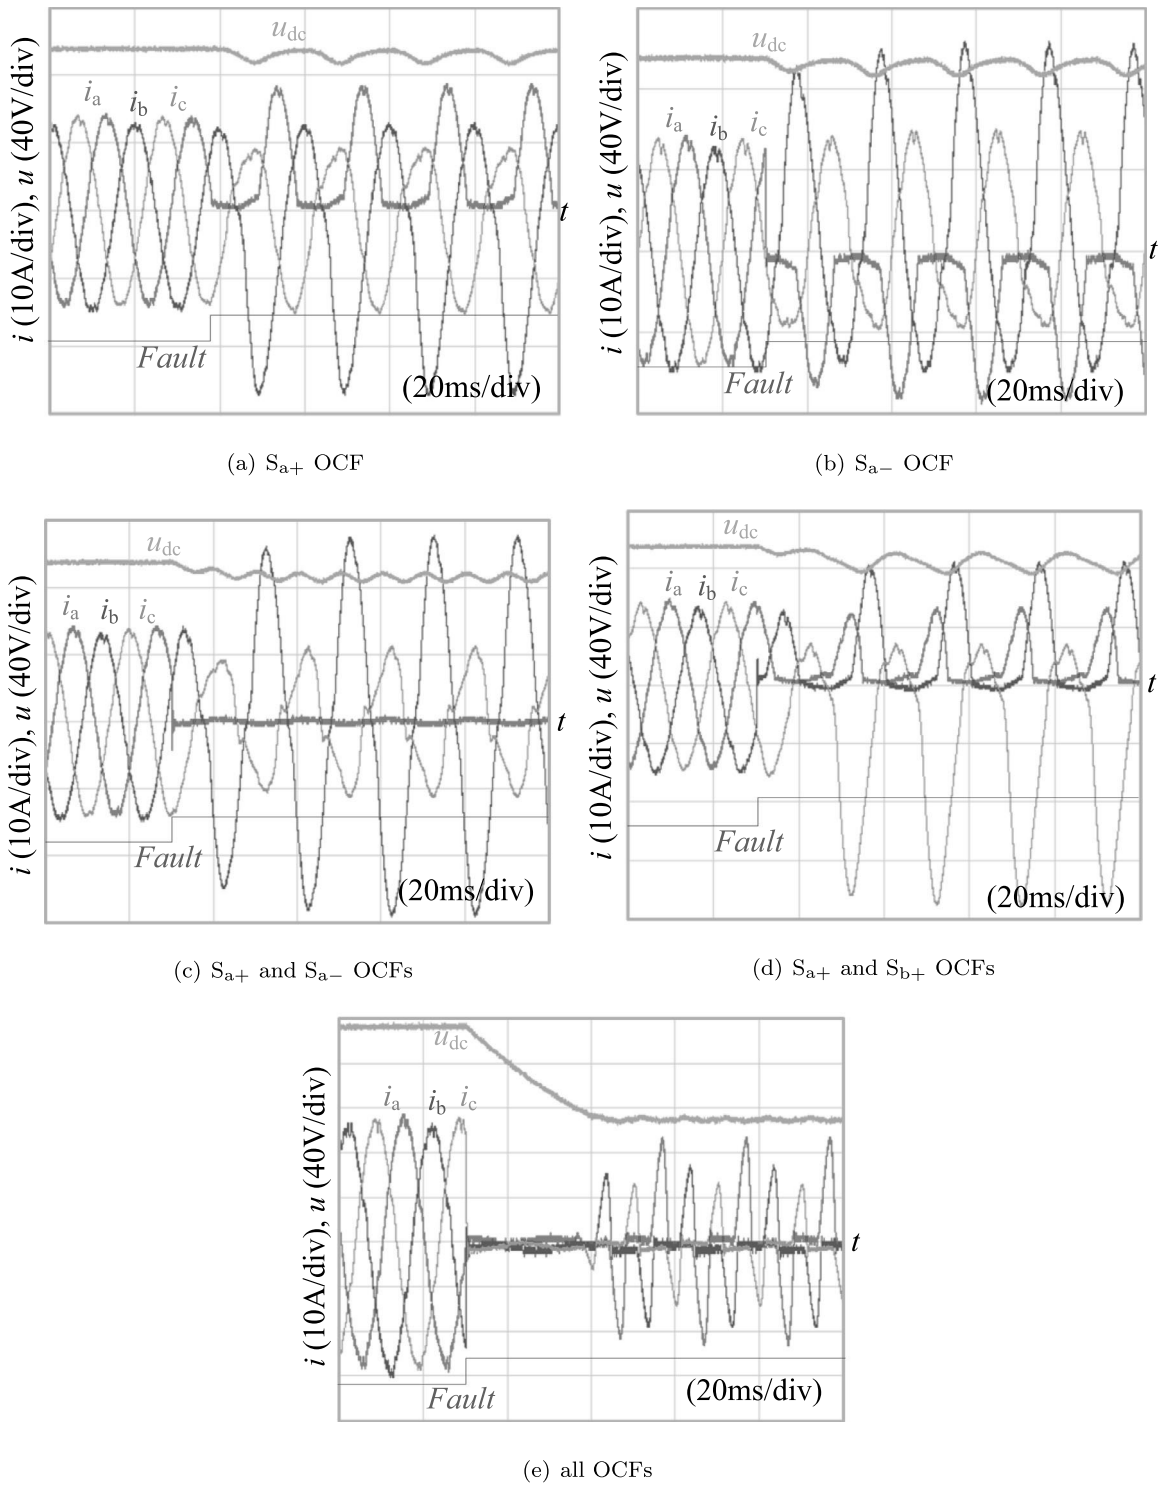 u_dc
i_a i_b i_c
i (10A/div), u (40V/div)
t
Fault
(20ms/div)
(a) S_a+ OCF
u_dc
i_a i_b i_c
i (10A/div), u (40V/div)
t
Fault
(20ms/div)
(b) S_a− OCF
u_dc
i_a i_b i_c
i (10A/div), u (40V/div)
t
Fault
(20ms/div)
(c) S_a+ and S_a− OCFs
u_dc
i_a i_b i_c
i (10A/div), u (40V/div)
t
Fault
(20ms/div)
(d) S_a+ and S_b+ OCFs
u_dc
i_a i_b i_c
i (10A/div), u (40V/div)
t
Fault
(20ms/div)
(e) all OCFs